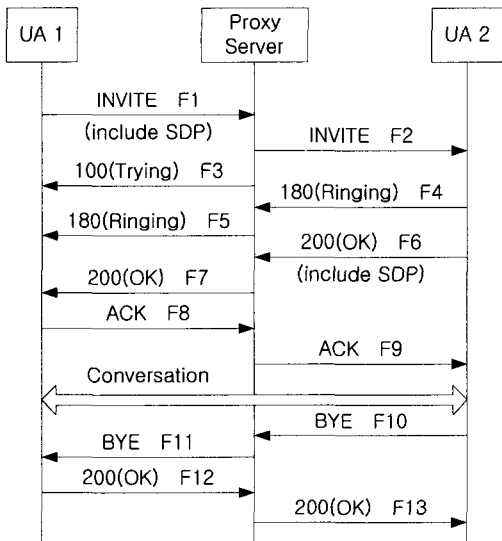 UA 1
Proxy
Server
UA 2
INVITE F1
(include SDP)
INVITE F2
100(Trying) F3
180(Ringing) F4
180(Ringing) F5
200(OK) F6
(include SDP)
200(OK) F7
ACK F8
ACK F9
Conversation
BYE F10
BYE F11
200(OK) F12
200(OK) F13